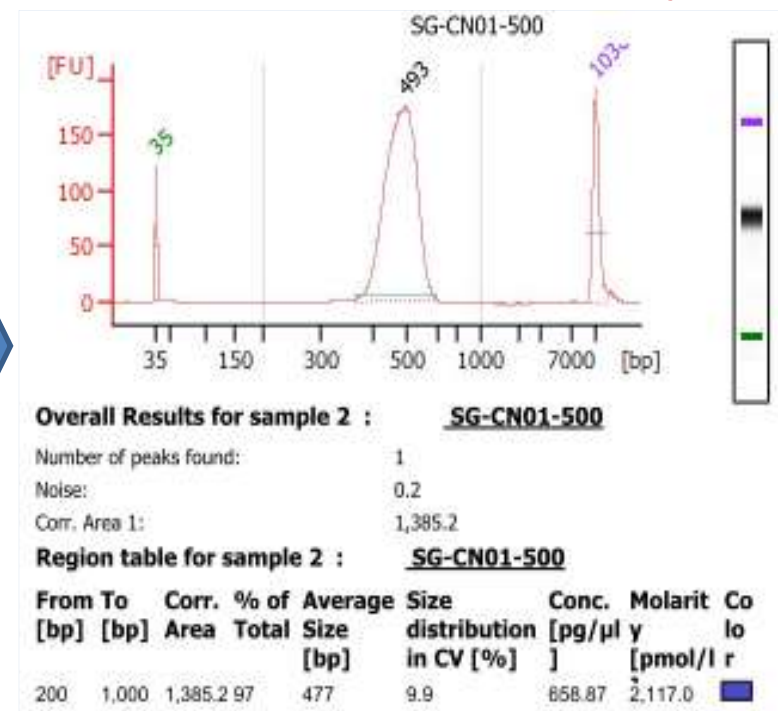 SG-CN01-500
[FU]
150
100
50
0
35
493
35 150 300 500 1000 7000 [bp]
Overall Results for sample 2 : SG-CN01-500
Number of peaks found: 1
Noise: 0.2
Corr. Area 1: 1,385.2
Region table for sample 2 : SG-CN01-500
From To Corr. % of Average Size Conc. Molarit Co
[bp] [bp] Area Total Size distribution [pg/µl y lo
[bp] in CV [%] ] [pmol/l r
200 1,000 1,385.2 97 477 9.9 658.87 2,117.0